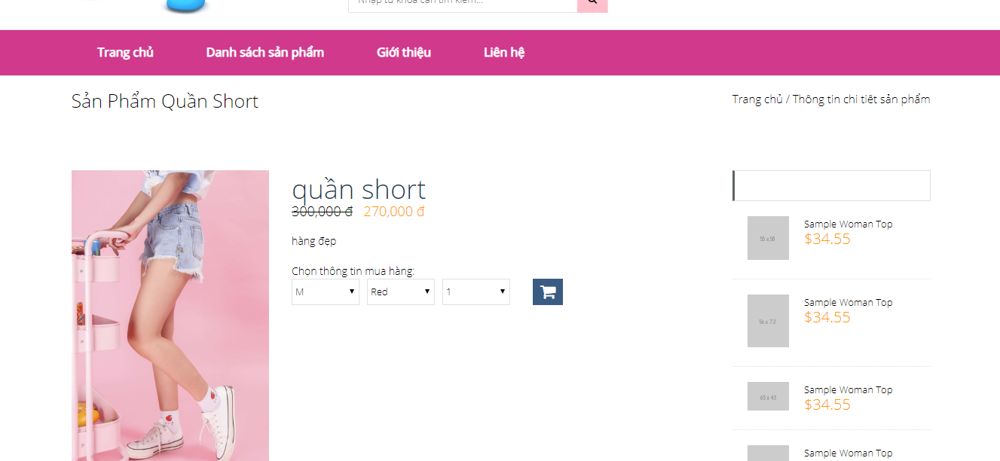 Nhập từ khóa cần tìm kiếm...
Trang chủ
Danh sách sản phẩm
Giới thiệu
Liên hệ
Sản Phẩm Quần Short
Trang chủ / Thông tin chi tiêt sản phẩm
quần short
300,000 đ 270,000 đ
hàng đẹp
Chọn thông tin mua hàng:
M
Red
1
55 x 58
Sample Woman Top
$34.55
56 x 72
Sample Woman Top
$34.55
65 x 45
Sample Woman Top
$34.55
Sample Woman Top